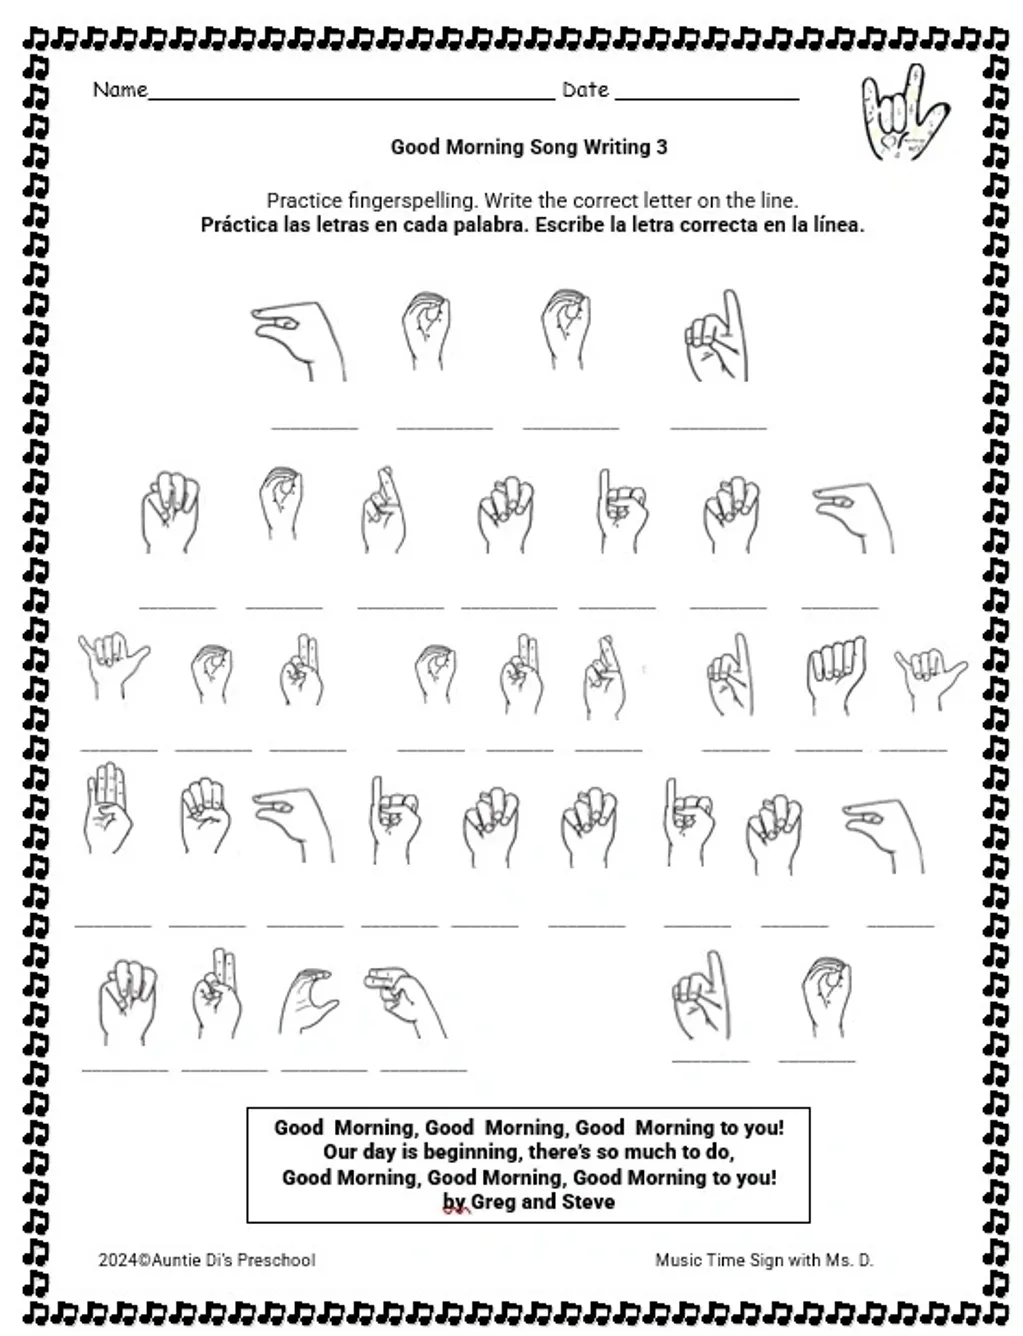 Name Date
Good Morning Song Writing 3
Practice fingerspelling. Write the correct letter on the line.
Práctica las letras en cada palabra. Escribe la letra correcta en la línea.
Good Morning, Good Morning, Good Morning to you!
Our day is beginning, there's so much to do,
Good Morning, Good Morning, Good Morning to you!
by Greg and Steve
2024©Auntie Di's Preschool Music Time Sign with Ms. D.